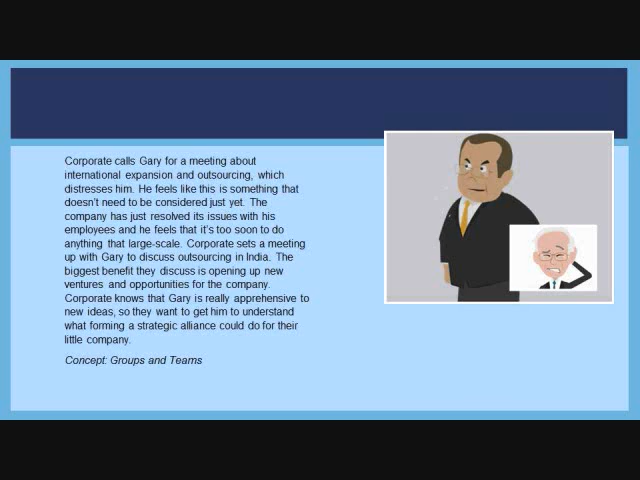 Corporate calls Gary for a meeting about
international expansion and outsourcing, which
distresses him. He feels like this is something that
doesn't need to be considered just yet. The
company has just resolved its issues with his
employees and he feels that it's too soon to do
anything that large-scale. Corporate sets a meeting
up with Gary to discuss outsourcing in India. The
biggest benefit they discuss is opening up new
ventures and opportunities for the company.
Corporate knows that Gary is really apprehensive to
new ideas, so they want to get him to understand
what forming a strategic alliance could do for their
little company.
Concept: Groups and Teams